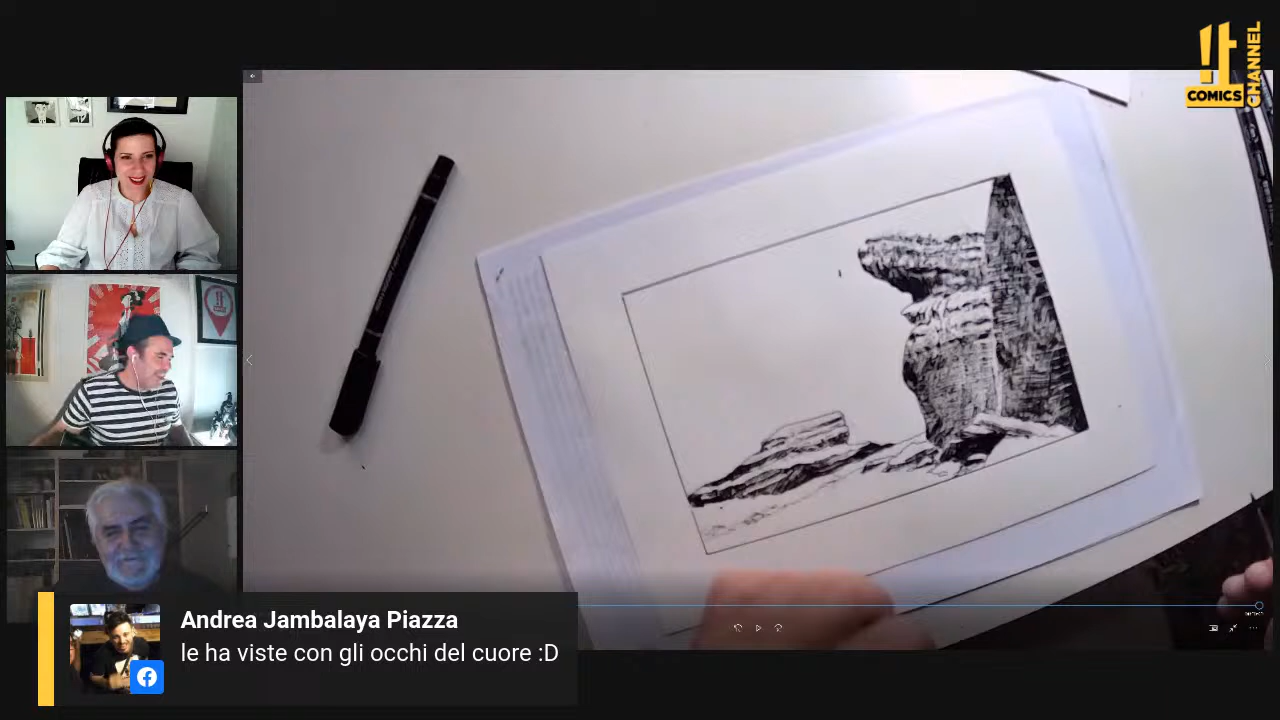 !t
COMICS
CHANNEL
Andrea Jambalaya Piazza
le ha viste con gli occhi del cuore :D